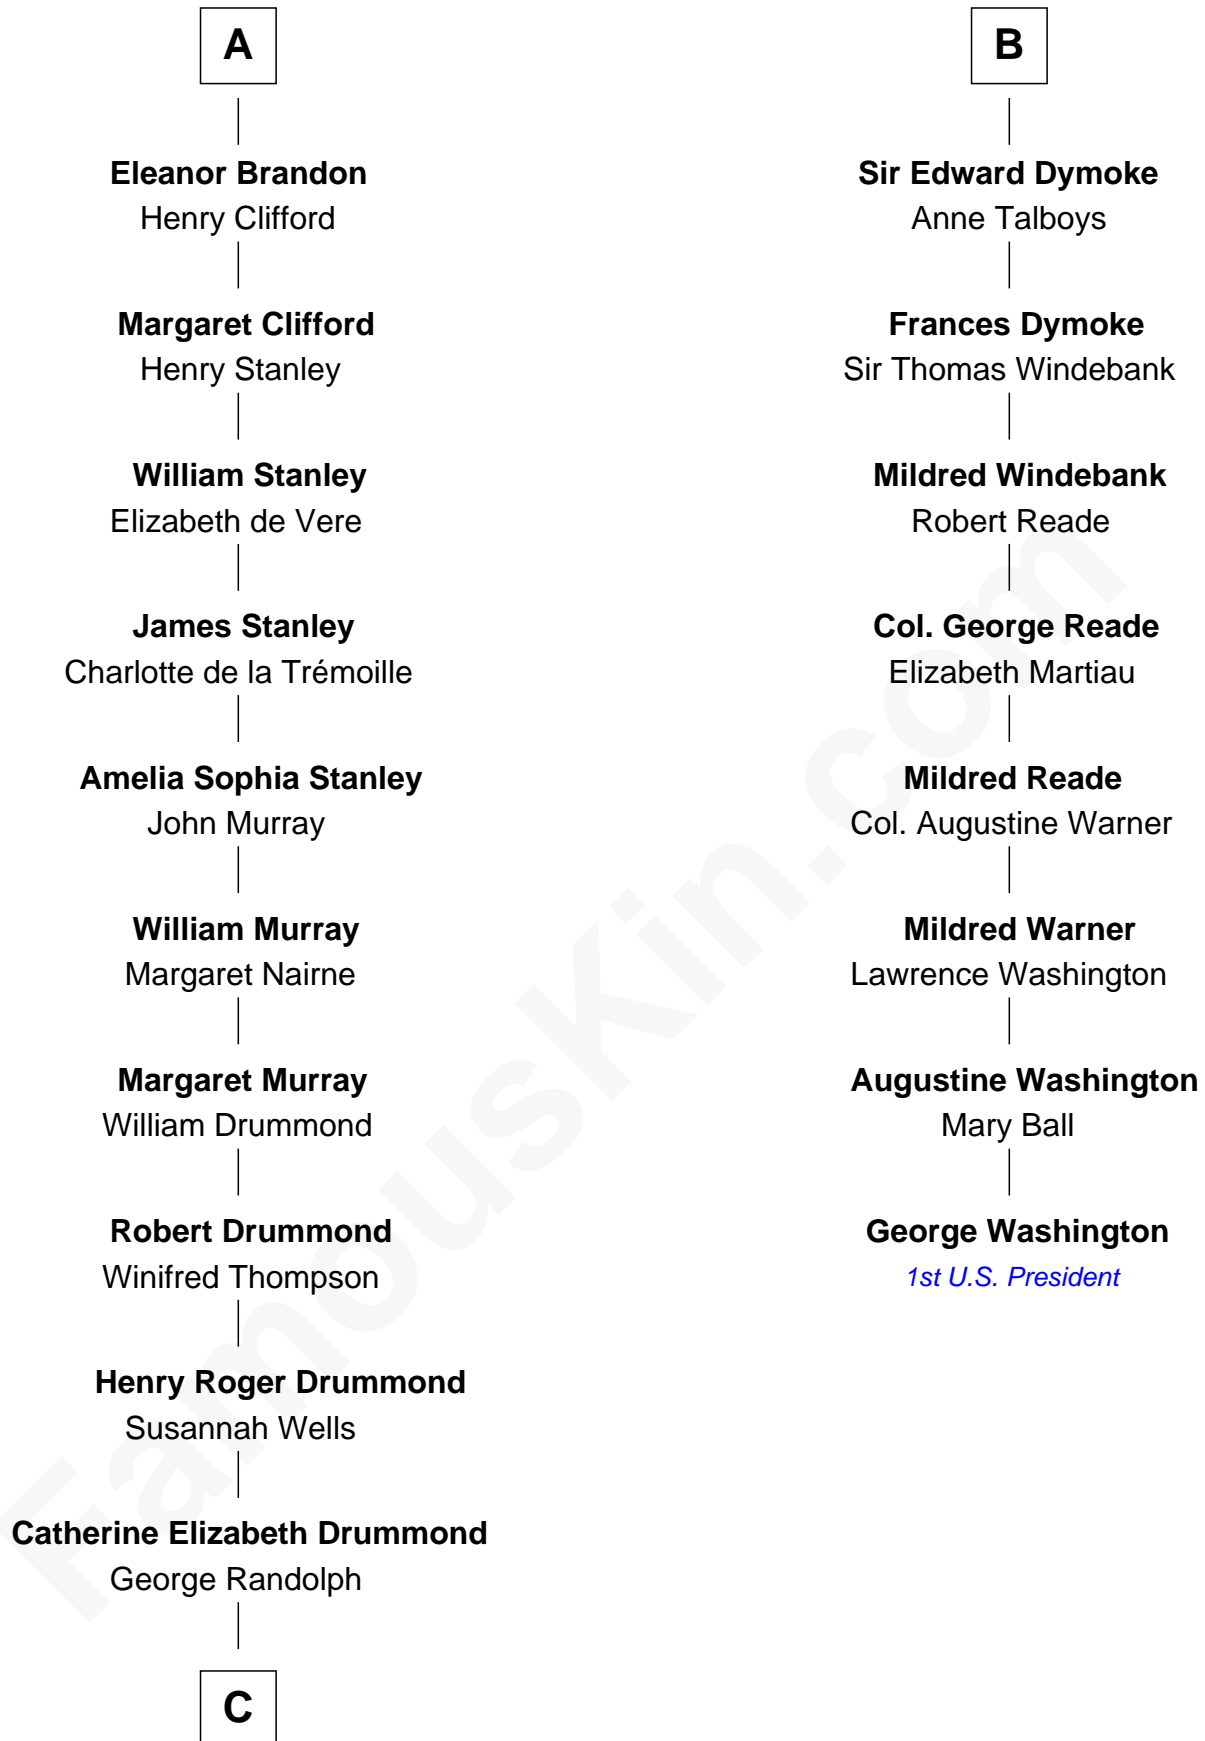 A
Eleanor Brandon
Henry Clifford
Margaret Clifford
Henry Stanley
William Stanley
Elizabeth de Vere
James Stanley
Charlotte de la Trémoille
Amelia Sophia Stanley
John Murray
William Murray
Margaret Nairne
Margaret Murray
William Drummond
Robert Drummond
Winifred Thompson
Henry Roger Drummond
Susannah Wells
Catherine Elizabeth Drummond
George Randolph
C
B
Sir Edward Dymoke
Anne Talboys
Frances Dymoke
Sir Thomas Windebank
Mildred Windebank
Robert Reade
Col. George Reade
Elizabeth Martiau
Mildred Reade
Col. Augustine Warner
Mildred Warner
Lawrence Washington
Augustine Washington
Mary Ball
George Washington
1st U.S. President
FamousKin.com